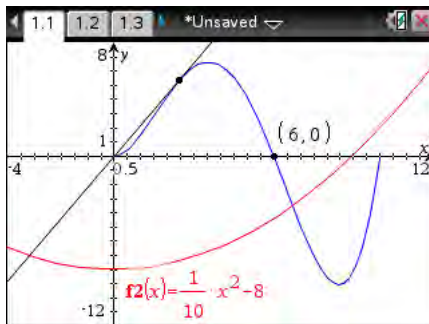 1.1 1.2 1.3 *Unsaved
8 y
(6,0)
1
x
-4 0.5 12
f2(x)=1/10·x²-8
-12